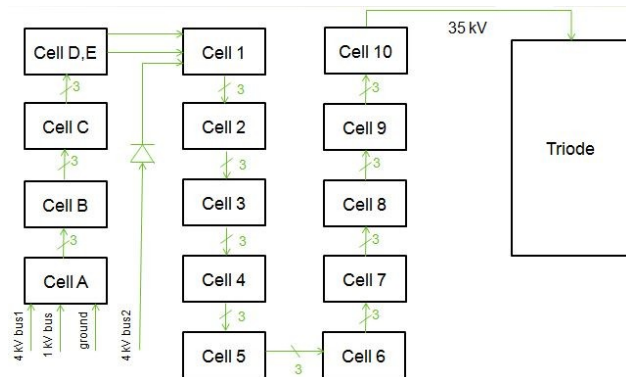 35 kV
Cell D,E
Cell 1
Cell 10
3
3
3
Cell C
Cell 2
Cell 9
Triode
3
3
3
Cell B
Cell 3
Cell 8
3
3
3
Cell A
Cell 4
Cell 7
4 kV bus1
1 kV bus
ground
4 kV bus2
3
3
Cell 5
3
Cell 6